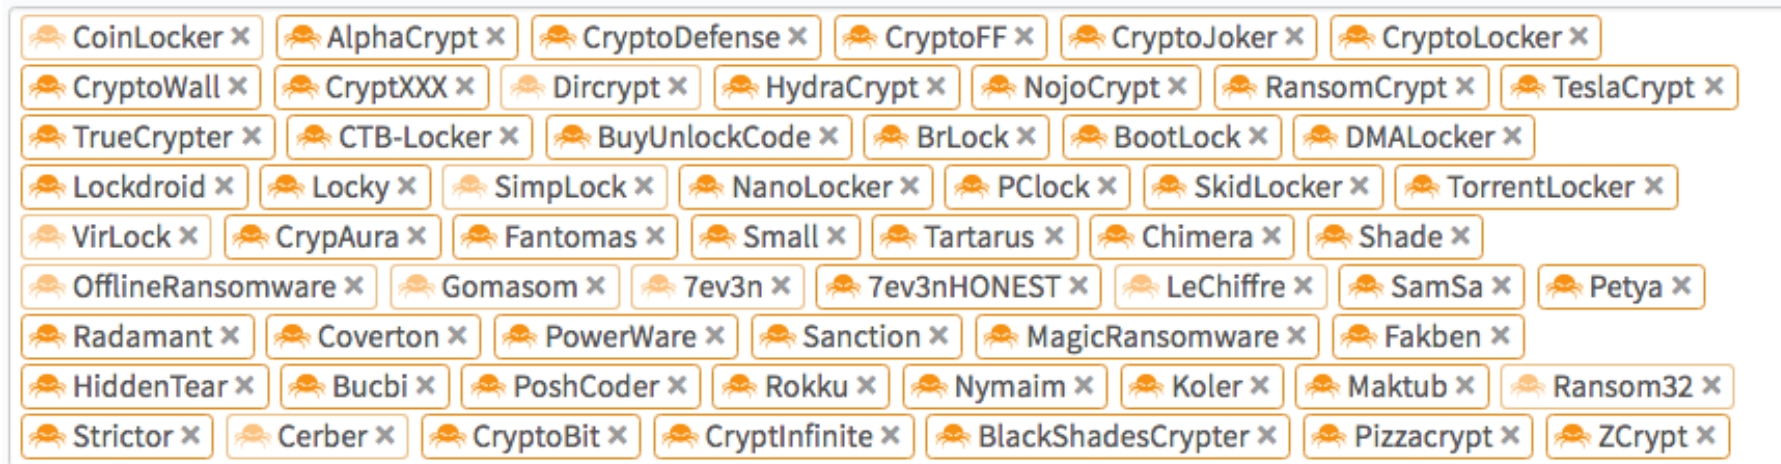 CoinLocker × AlphaCrypt × CryptoDefense × CryptoFF × CryptoJoker × CryptoLocker ×
CryptoWall × CryptXXX × Dircrypt × HydraCrypt × NojoCrypt × RansomCrypt × TeslaCrypt ×
TrueCrypter × CTB-Locker × BuyUnlockCode × BrLock × BootLock × DMALocker ×
Lockdroid × Locky × SimpLock × NanoLocker × PClock × SkidLocker × TorrentLocker ×
VirLock × CrypAura × Fantomas × Small × Tartarus × Chimera × Shade ×
OfflineRansomware × Gomasom × 7ev3n × 7ev3nHONEST × LeChiffre × SamSa × Petya ×
Radamant × Coverton × PowerWare × Sanction × MagicRansomware × Fakben ×
HiddenTear × Bucbi × PoshCoder × Rokku × Nymaim × Koler × Maktub × Ransom32 ×
Strictor × Cerber × CryptoBit × CryptInfinite × BlackShadesCrypter × Pizzacrypt × ZCrypt ×